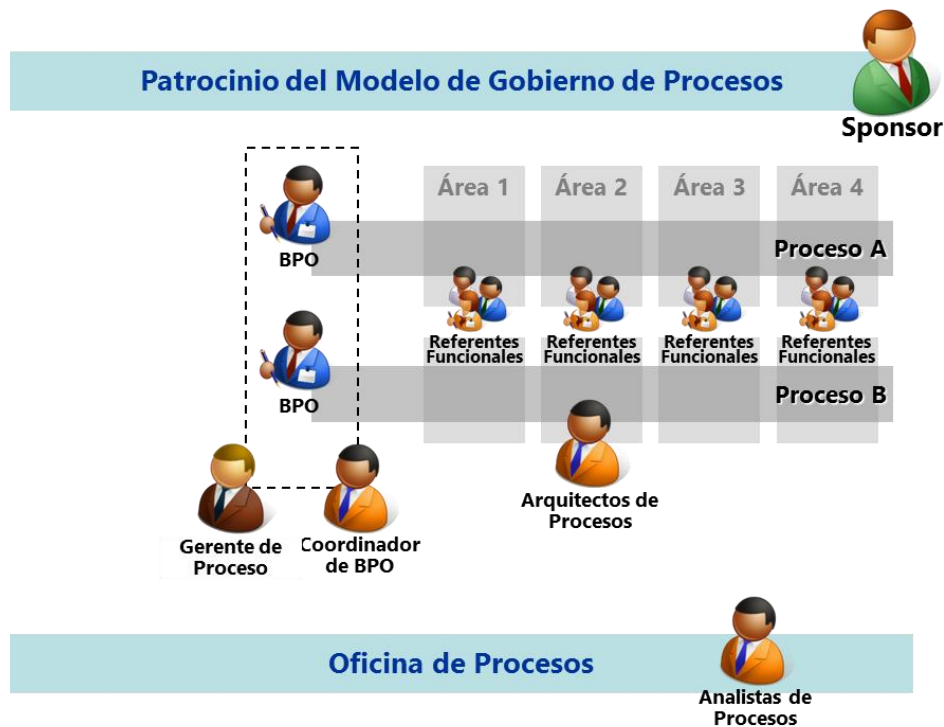 Patrocinio del Modelo de Gobierno de Procesos
Sponsor
Área 1
Área 2
Área 3
Área 4
BPO
Proceso A
Referentes
Funcionales
Referentes
Funcionales
Referentes
Funcionales
Referentes
Funcionales
BPO
Proceso B
Arquitectos de
Procesos
Gerente de
Proceso
Coordinador
de BPO
Oficina de Procesos
Analistas de
Procesos